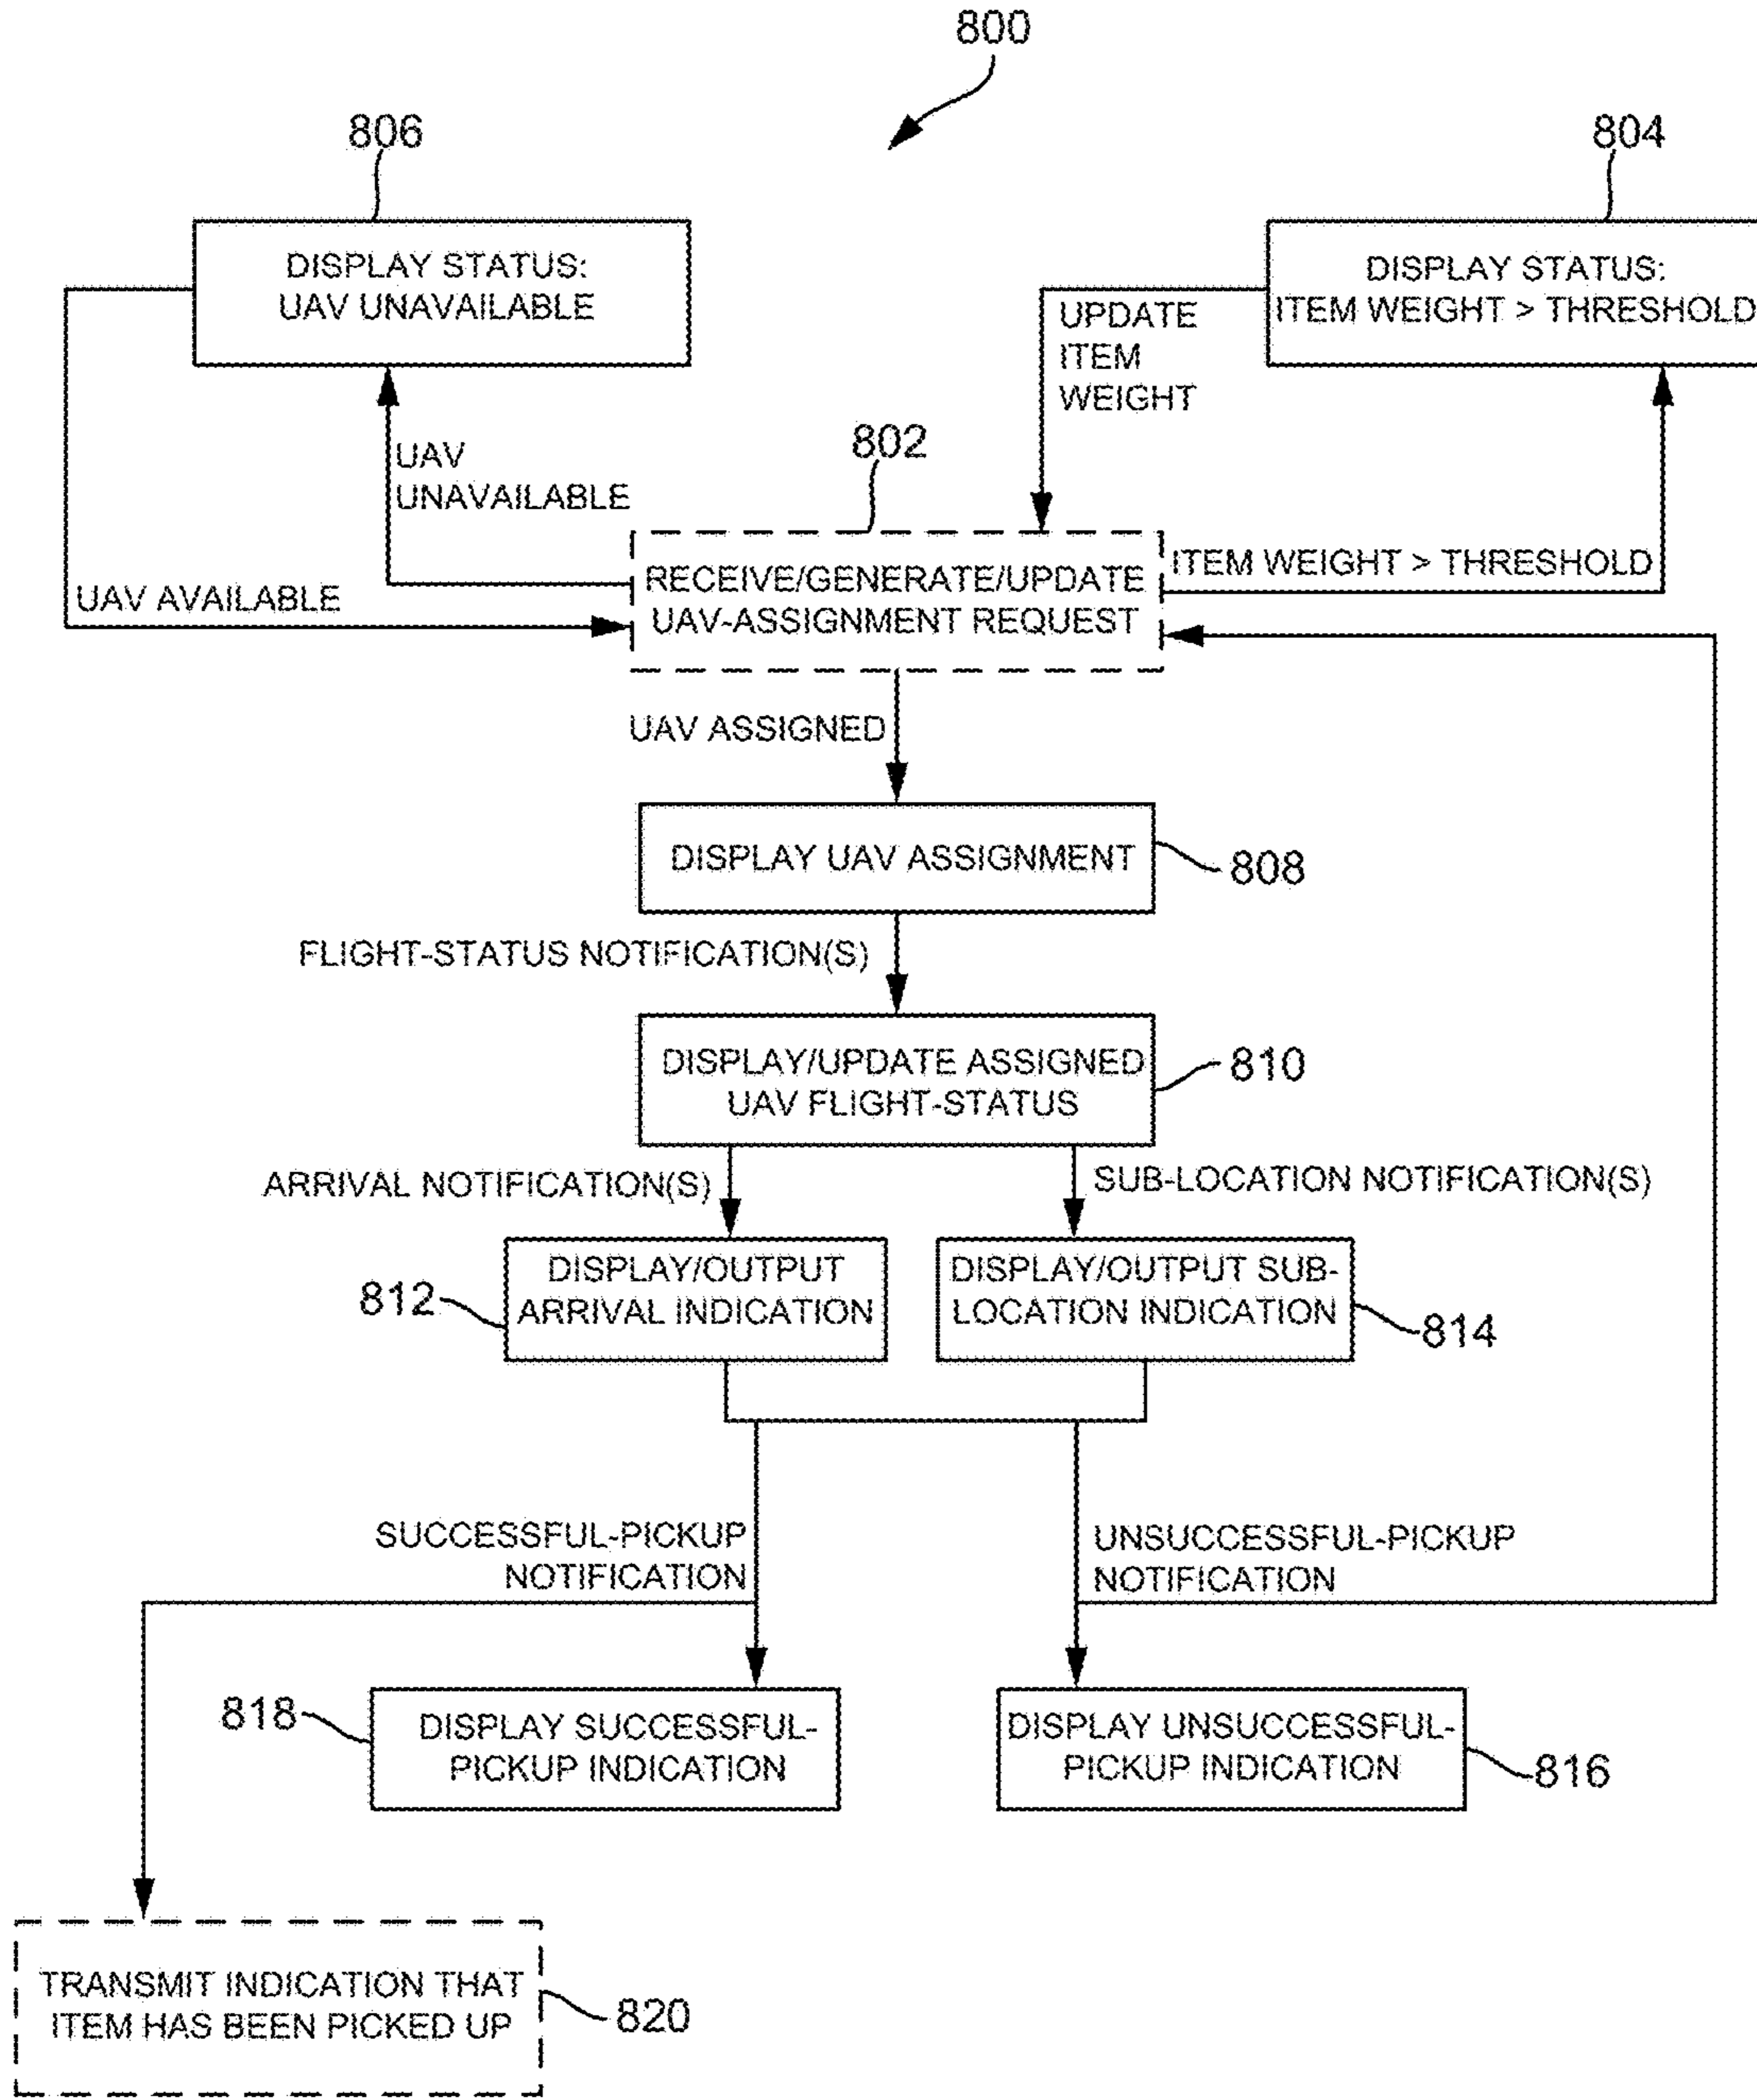 800
806
804
DISPLAY STATUS:
UAV UNAVAILABLE
DISPLAY STATUS:
ITEM WEIGHT > THRESHOLD
UPDATE
ITEM
WEIGHT
UAV
UNAVAILABLE
802
UAV AVAILABLE
RECEIVE/GENERATE/UPDATE
UAV-ASSIGNMENT REQUEST
ITEM WEIGHT > THRESHOLD
UAV ASSIGNED
DISPLAY UAV ASSIGNMENT
808
FLIGHT-STATUS NOTIFICATION(S)
DISPLAY/UPDATE ASSIGNED
UAV FLIGHT-STATUS
810
ARRIVAL NOTIFICATION(S)
SUB-LOCATION NOTIFICATION(S)
812
DISPLAY/OUTPUT
ARRIVAL INDICATION
DISPLAY/OUTPUT SUB-
LOCATION INDICATION
814
SUCCESSFUL-PICKUP
NOTIFICATION
UNSUCCESSFUL-PICKUP
NOTIFICATION
818
DISPLAY SUCCESSFUL-
PICKUP INDICATION
DISPLAY UNSUCCESSFUL-
PICKUP INDICATION
816
TRANSMIT INDICATION THAT
ITEM HAS BEEN PICKED UP
820